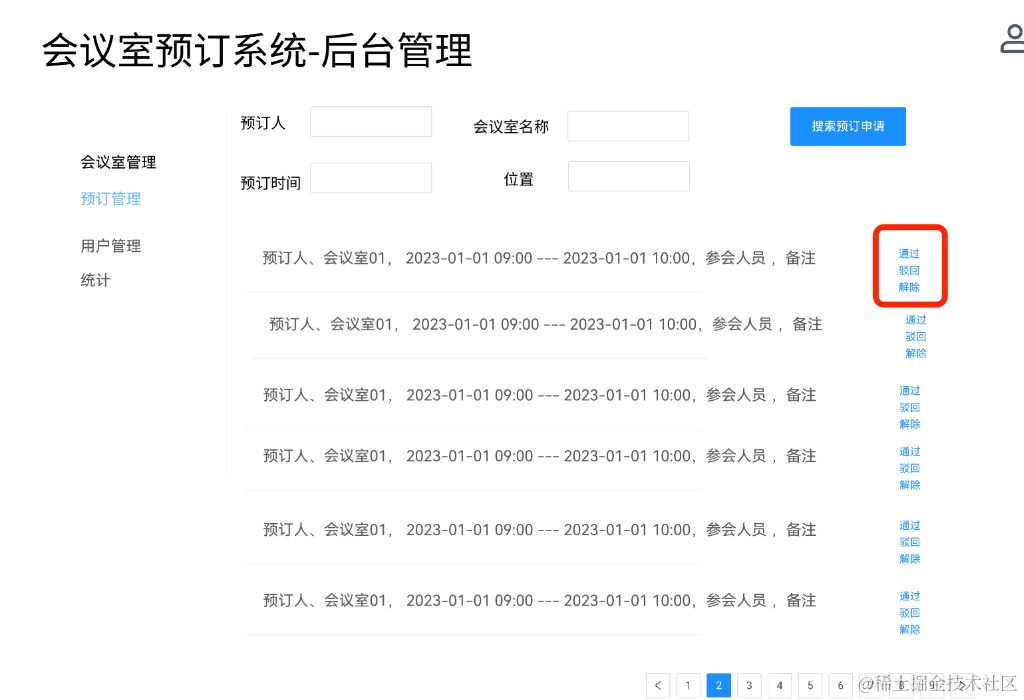 会议室预订系统-后台管理
预订人
会议室名称
搜索预订申请
预订时间
位置
会议室管理
预订管理
用户管理
统计
预订人、会议室01， 2023-01-01 09:00 --- 2023-01-01 10:00，参会人员 ，备注
通过
驳回
解除
预订人、会议室01， 2023-01-01 09:00 --- 2023-01-01 10:00，参会人员 ，备注
通过
驳回
解除
预订人、会议室01， 2023-01-01 09:00 --- 2023-01-01 10:00，参会人员 ，备注
通过
驳回
解除
预订人、会议室01， 2023-01-01 09:00 --- 2023-01-01 10:00，参会人员 ，备注
通过
驳回
解除
预订人、会议室01， 2023-01-01 09:00 --- 2023-01-01 10:00，参会人员 ，备注
通过
驳回
解除
预订人、会议室01， 2023-01-01 09:00 --- 2023-01-01 10:00，参会人员 ，备注
通过
驳回
解除
< 1 2 3 4 5 6 7 8 9 >
@稀土掘金技术社区